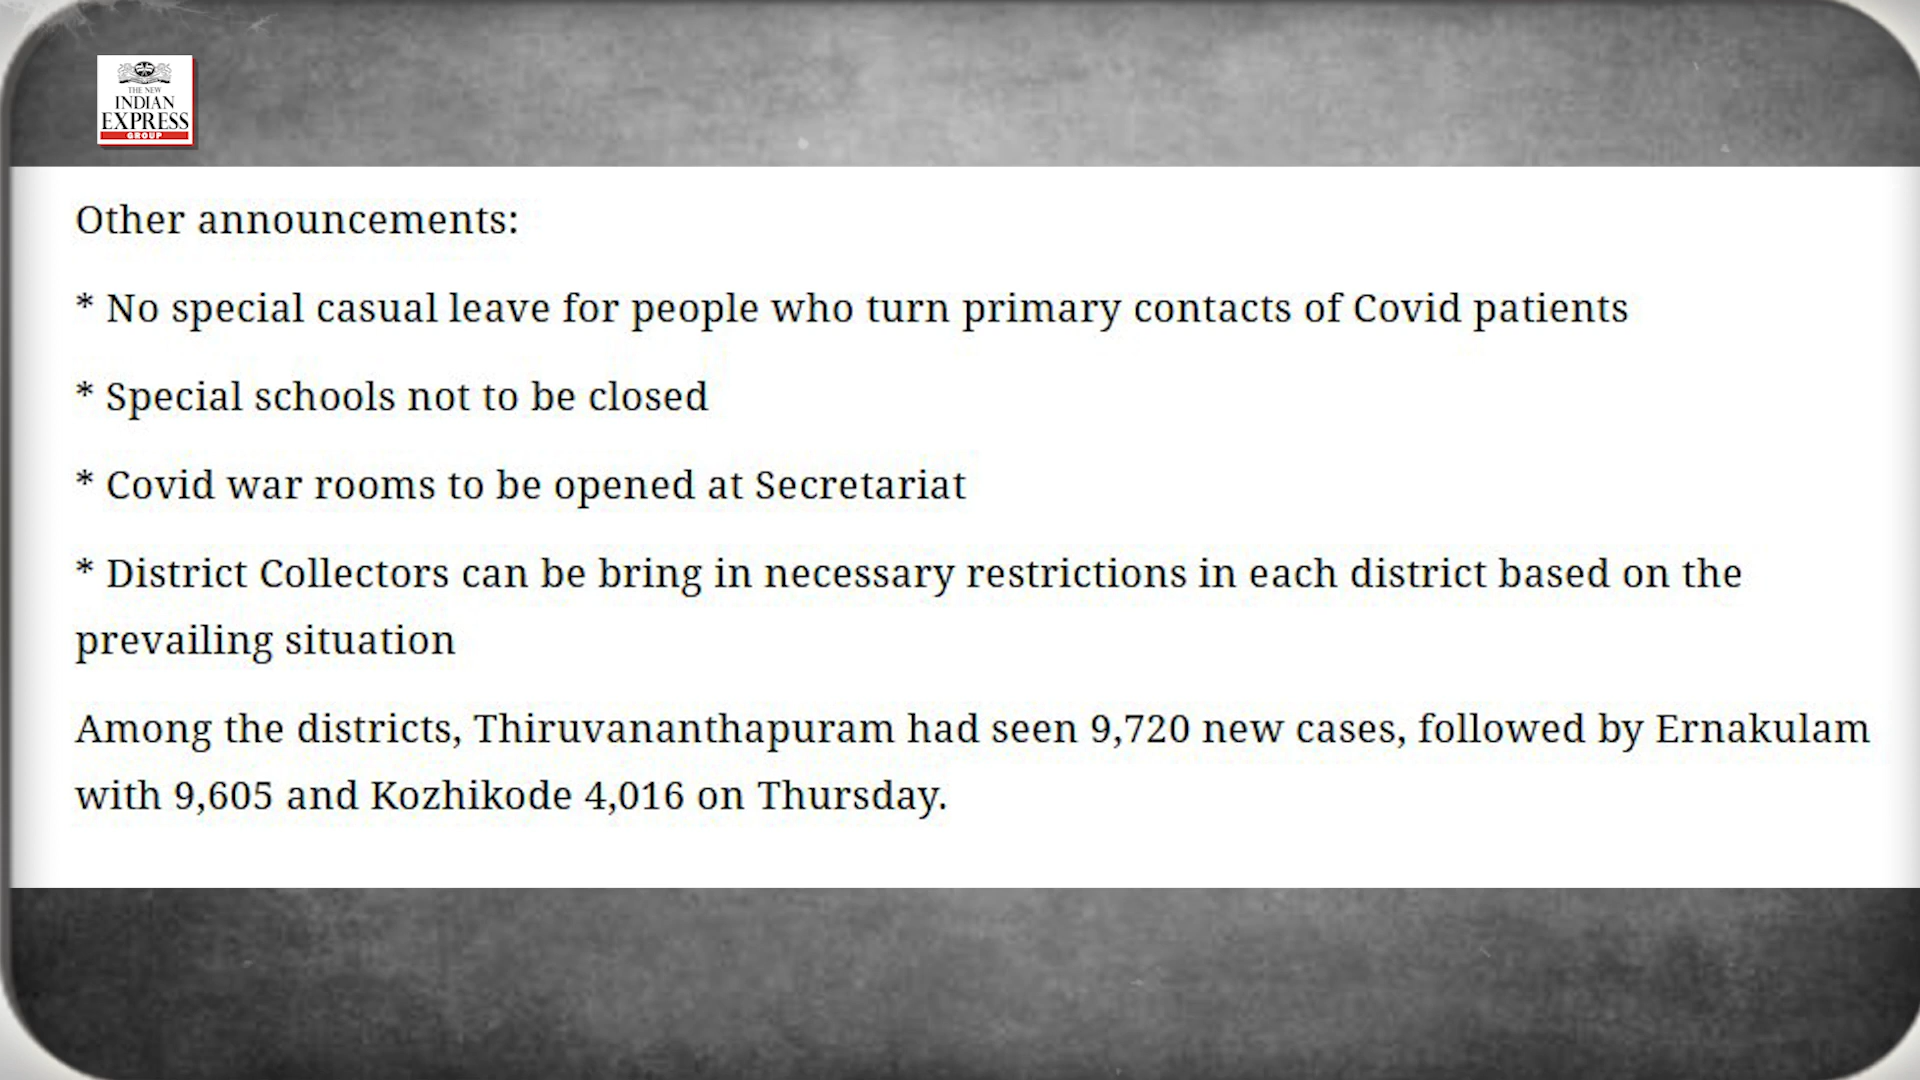 THE NEW
INDIAN
EXPRESS
GROUP
Other announcements:
* No special casual leave for people who turn primary contacts of Covid patients
* Special schools not to be closed
* Covid war rooms to be opened at Secretariat
* District Collectors can be bring in necessary restrictions in each district based on the
prevailing situation
Among the districts, Thiruvananthapuram had seen 9,720 new cases, followed by Ernakulam
with 9,605 and Kozhikode 4,016 on Thursday.